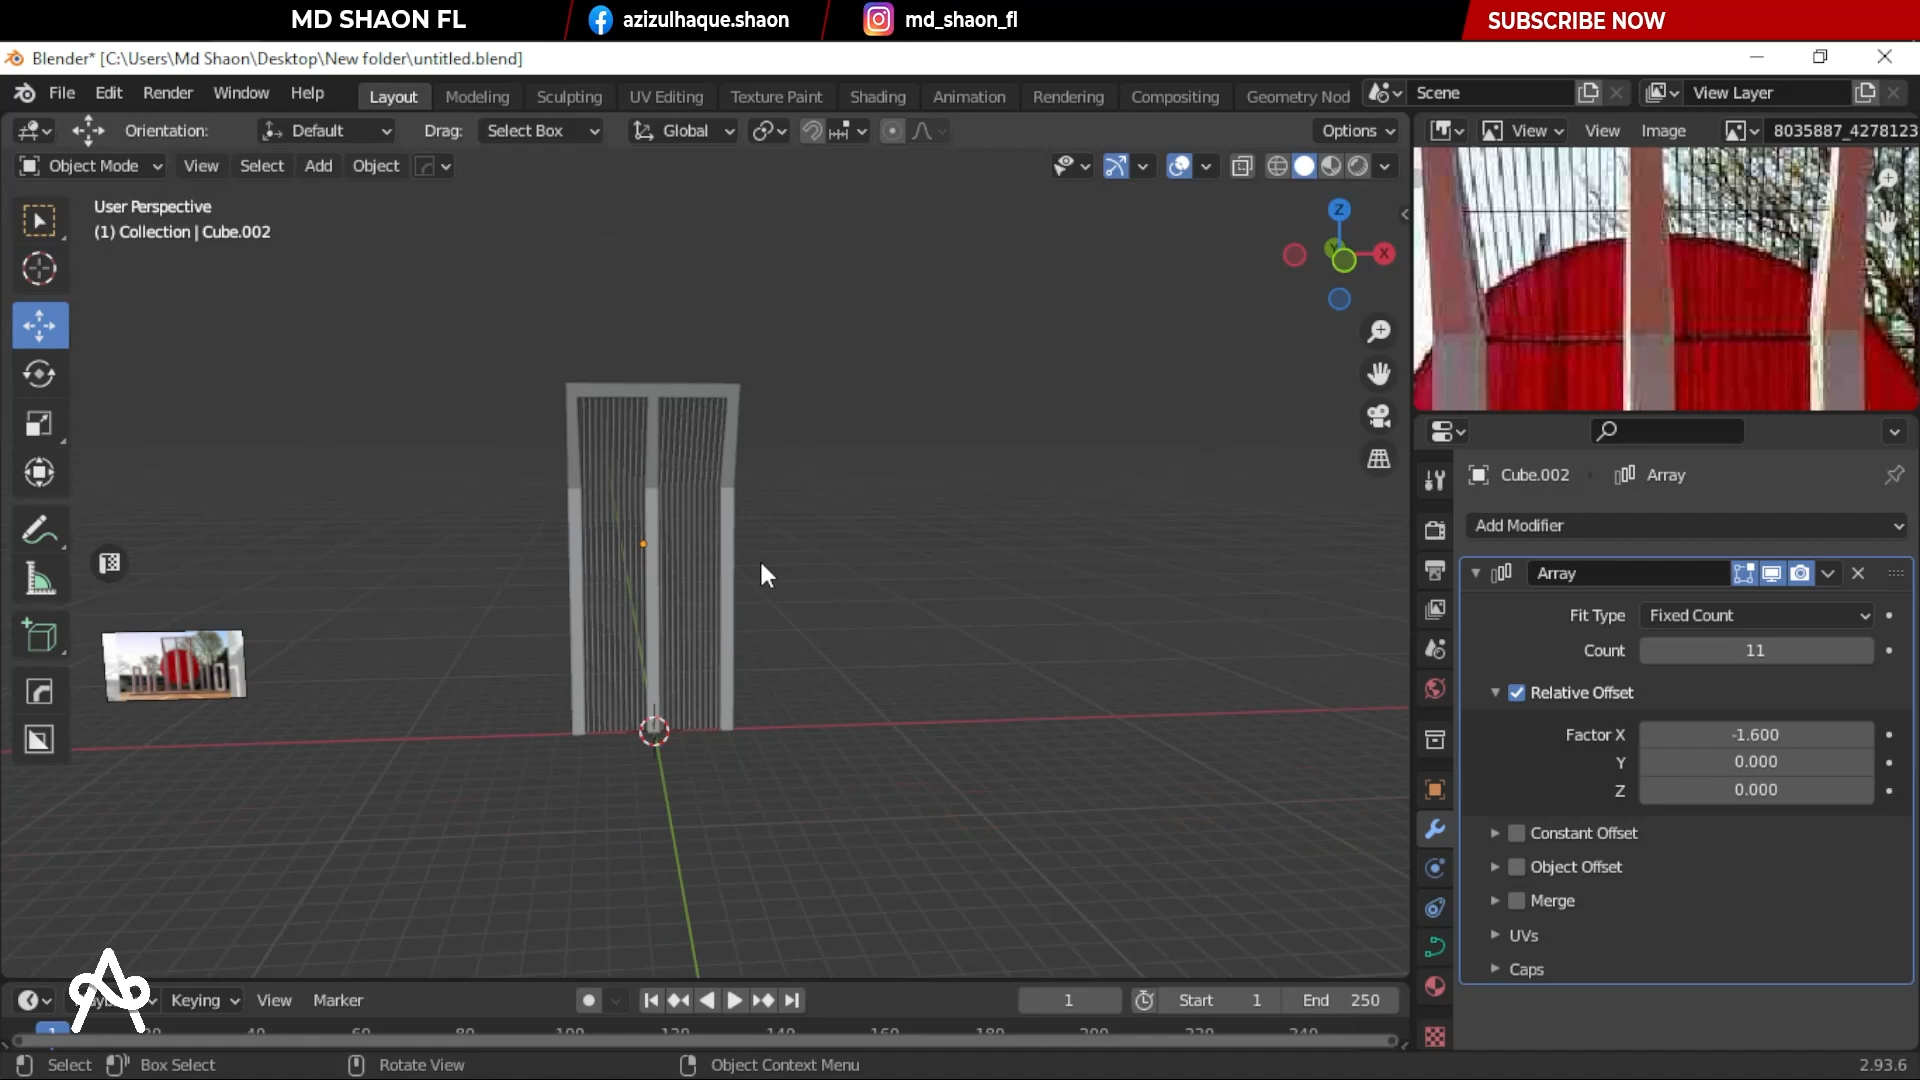 MD SHAON FL
azizulhaque.shaon
md_shaon_fl
SUBSCRIBE NOW
Blender* [C:\Users\Md Shaon\Desktop\New folder\untitled.blend]
File Edit Render Window Help
Layout Modeling Sculpting UV Editing Texture Paint Shading Animation Rendering Compositing Geometry Nod
Scene
View Layer
Orientation: Default Drag: Select Box Global Options
View View Image 8035887_4278123
Object Mode View Select Add Object
User Perspective
(1) Collection | Cube.002
Z
X
Cube.002 Array
Add Modifier
Array
Fit Type Fixed Count
Count 11
Relative Offset
Factor X -1.600
Y 0.000
Z 0.000
Constant Offset
Object Offset
Merge
UVs
Caps
Keying View Marker
1
Start 1
End 250
1
Select Box Select Rotate View Object Context Menu
2.93.6